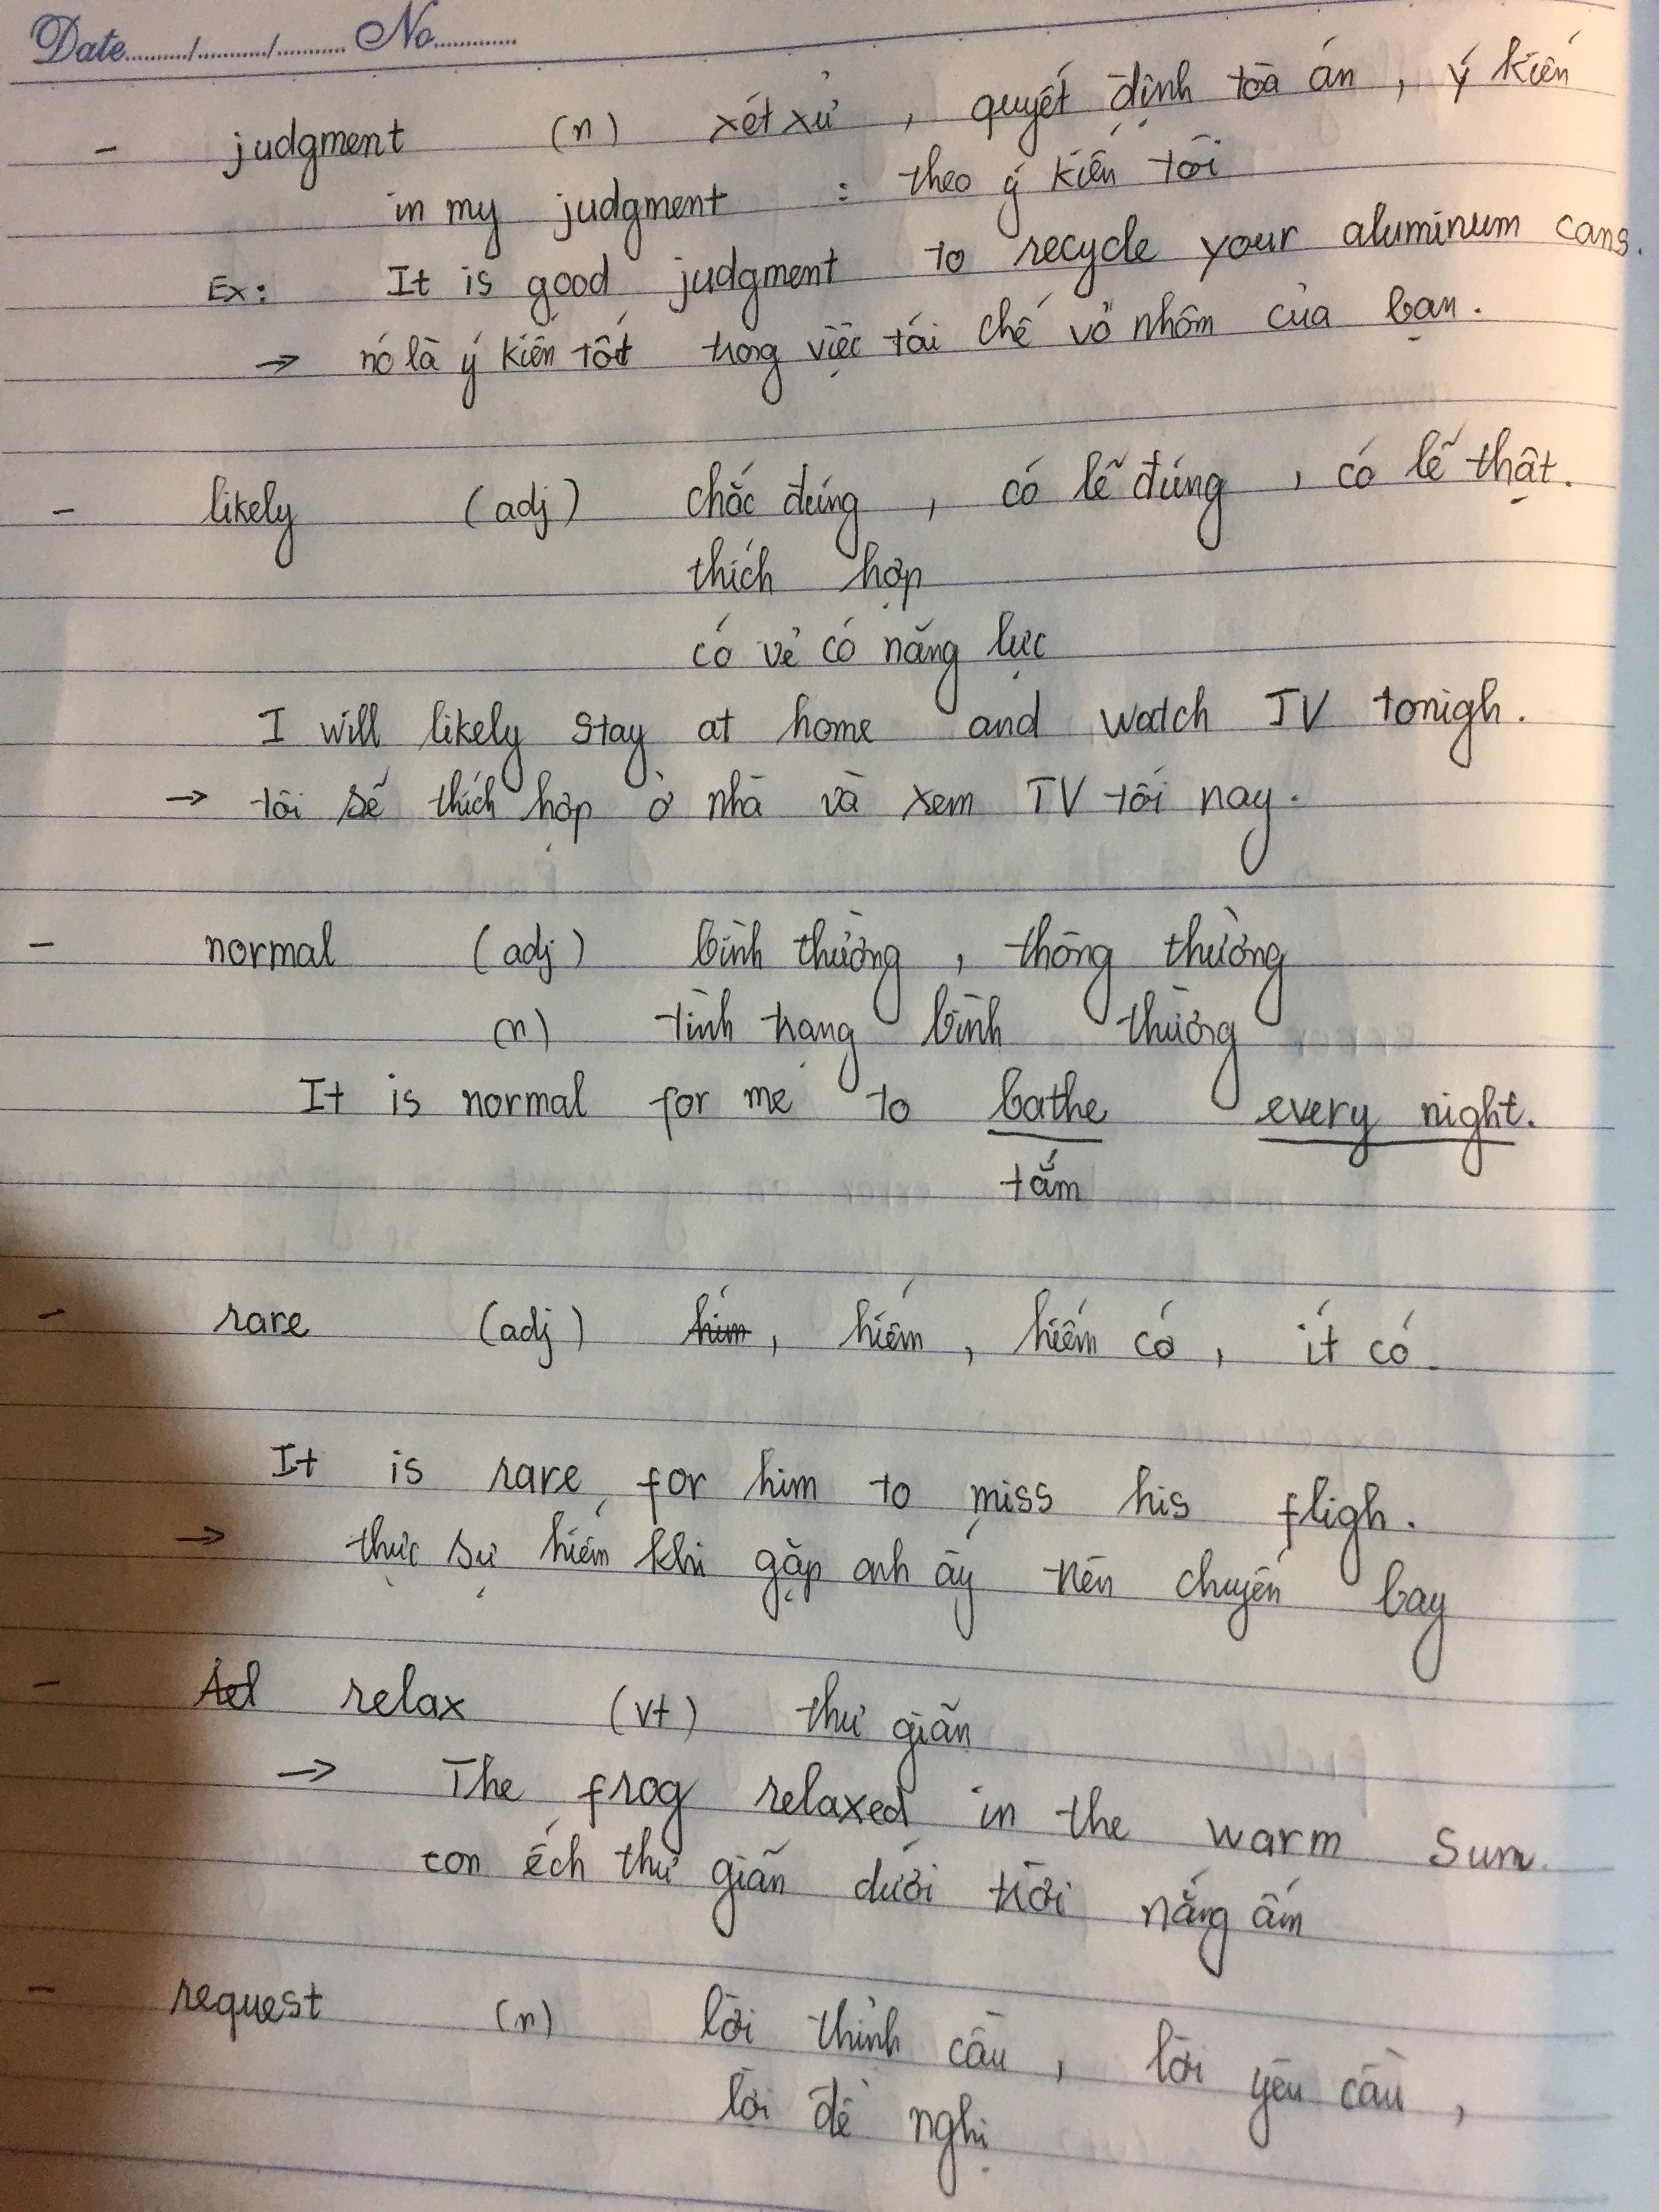 Date........../........../.......... No............
- judgment (n) xét xử , quyết định toà án , ý kiến
in my judgment : theo ý kiến tôi
Ex: It is good judgment to recycle your aluminum cans.
→ nó là ý kiến tốt trong việc tái chế vỏ nhôm của bạn.
- likely (adj) chắc đúng , có lẽ đúng , có lẽ thật.
thích hợp
có vẻ có năng lực
I will likely stay at home and watch TV tonigh.
→ tôi sẽ thích hợp ở nhà và xem TV tối nay.
- normal (adj) bình thường , thông thường
(n) tình trạng bình thường
It is normal for me to bathe every night.
tắm
- rare (adj) him , hiếm , hiếm có , ít có
It is rare for him to miss his fligh.
→ thực sự hiếm khi gặp anh ấy trên chuyến bay
- Ad relax (vt) thư giãn
→ The frog relaxed in the warm sun.
con ếch thư giãn dưới trời nắng ấm
- request (n) lời thỉnh cầu , lời yêu cầu ,
lời đề nghị